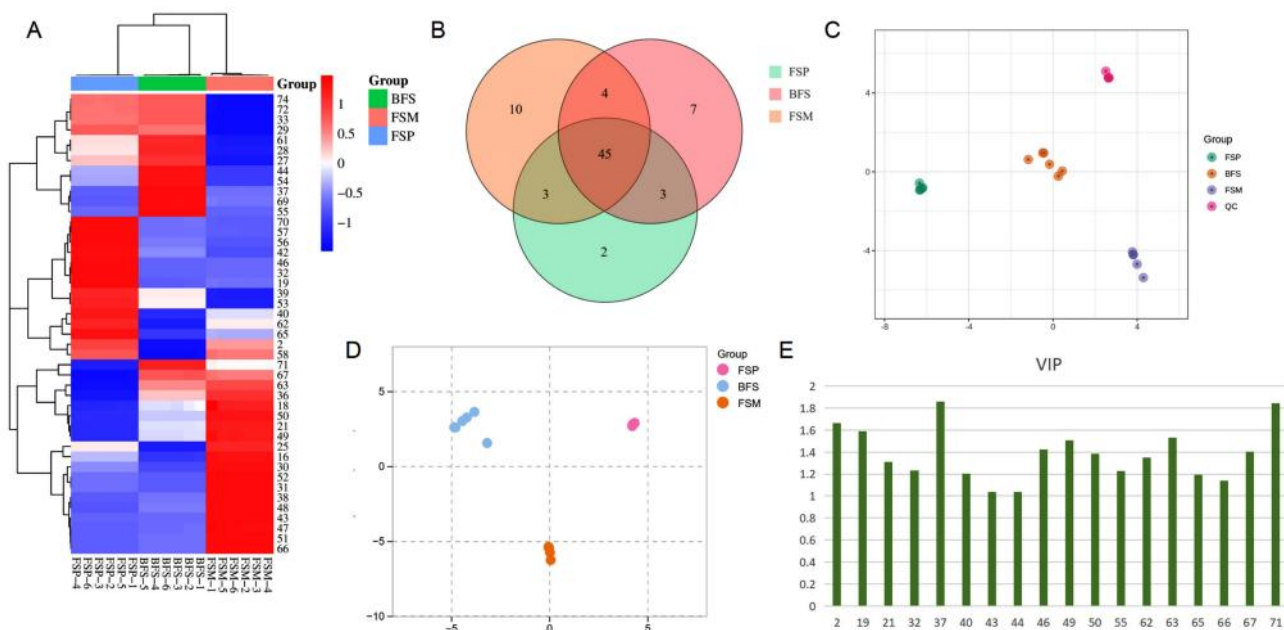 A
Group
1
0.5
0
-0.5
-1
Group
BFS
FSM
FSP
74
72
33
29
61
28
27
44
54
37
69
55
70
57
56
42
46
32
19
39
53
40
62
65
2
58
71
67
63
36
18
50
21
49
25
16
30
52
31
38
48
43
47
51
66
FSP-4
FSP-6
FSP-3
FSP-2
FSP-5
FSP-1
BFS-5
BFS-4
BFS-6
BFS-3
BFS-2
BFS-1
FSM-1
FSM-5
FSM-6
FSM-2
FSM-3
FSM-4
B
10
4
7
45
3
3
2
FSP
BFS
FSM
C
4
0
-4
-8
-4
0
4
Group
FSP
BFS
FSM
QC
D
5
0
-5
-10
-5
0
5
Group
FSP
BFS
FSM
E
VIP
2
1.8
1.6
1.4
1.2
1
0.8
0.6
0.4
0.2
0
2 19 21 32 37 40 43 44 46 49 50 55 62 63 65 66 67 71